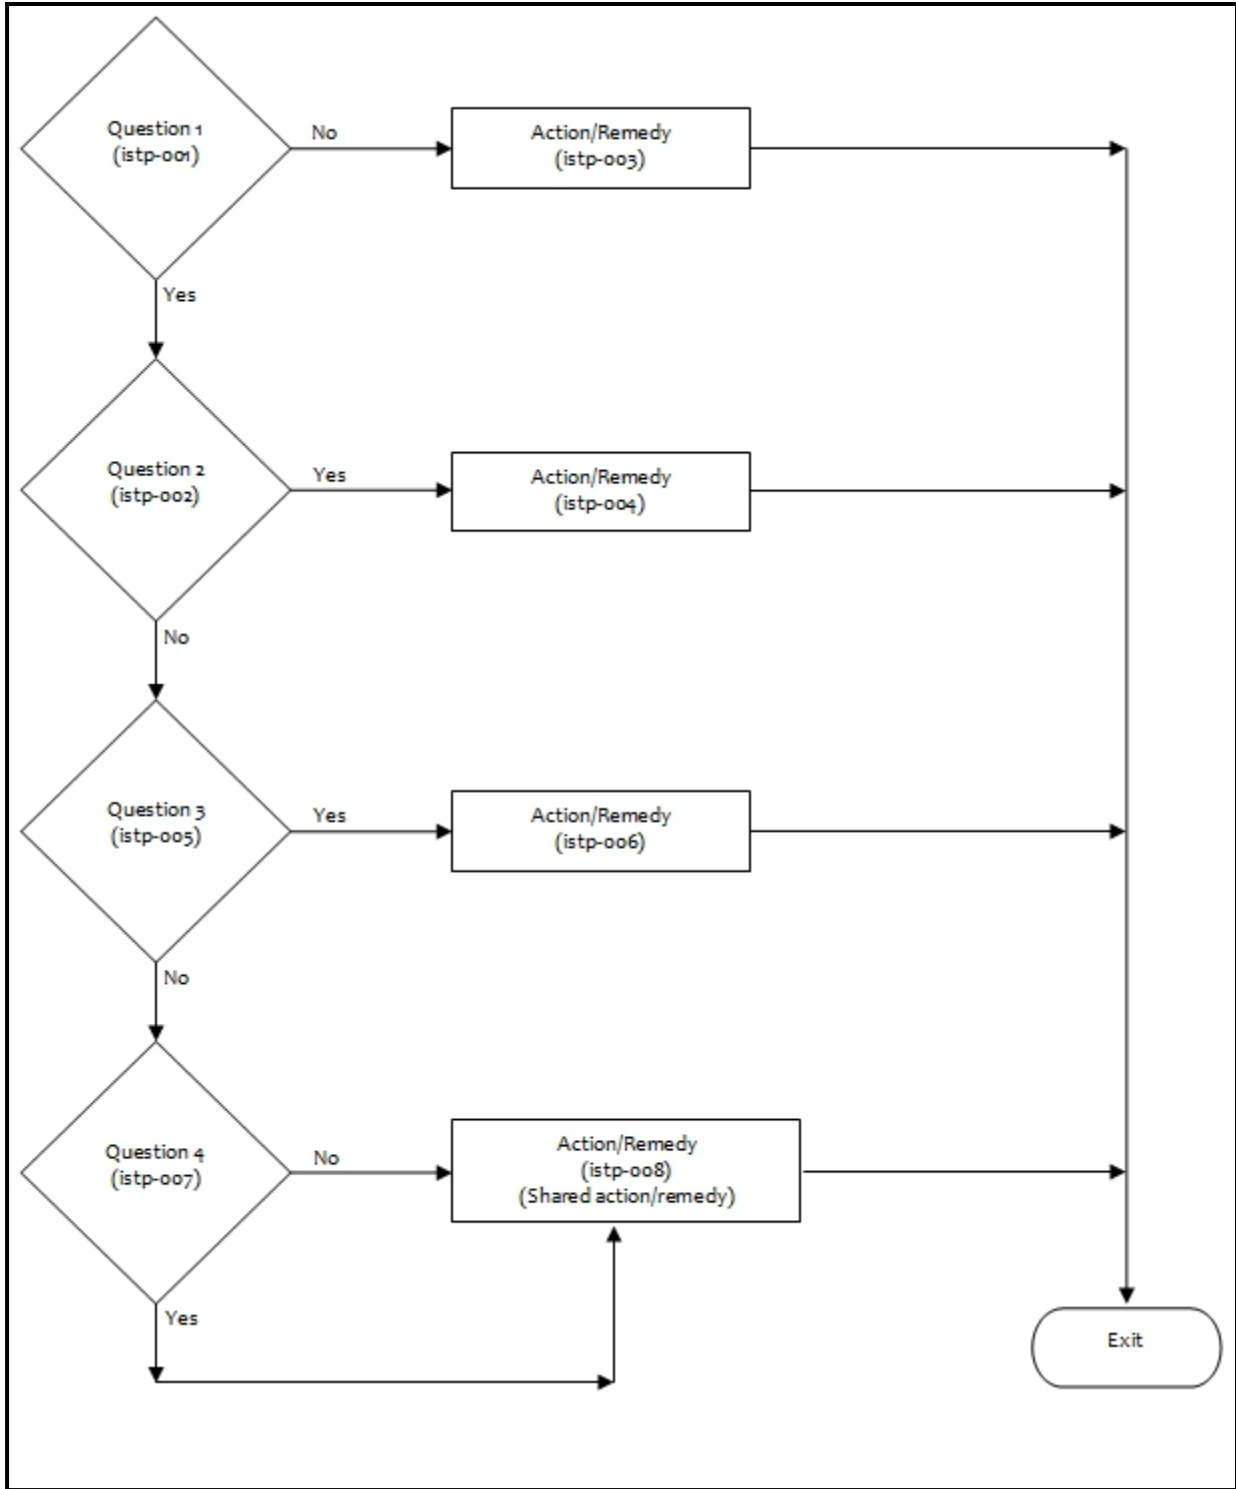 Question 1
(istp-001)
No
Action/Remedy
(istp-003)
Yes
Question 2
(istp-002)
Yes
Action/Remedy
(istp-004)
No
Question 3
(istp-005)
Yes
Action/Remedy
(istp-006)
No
Question 4
(istp-007)
No
Action/Remedy
(istp-008)
(Shared action/remedy)
Yes
Exit